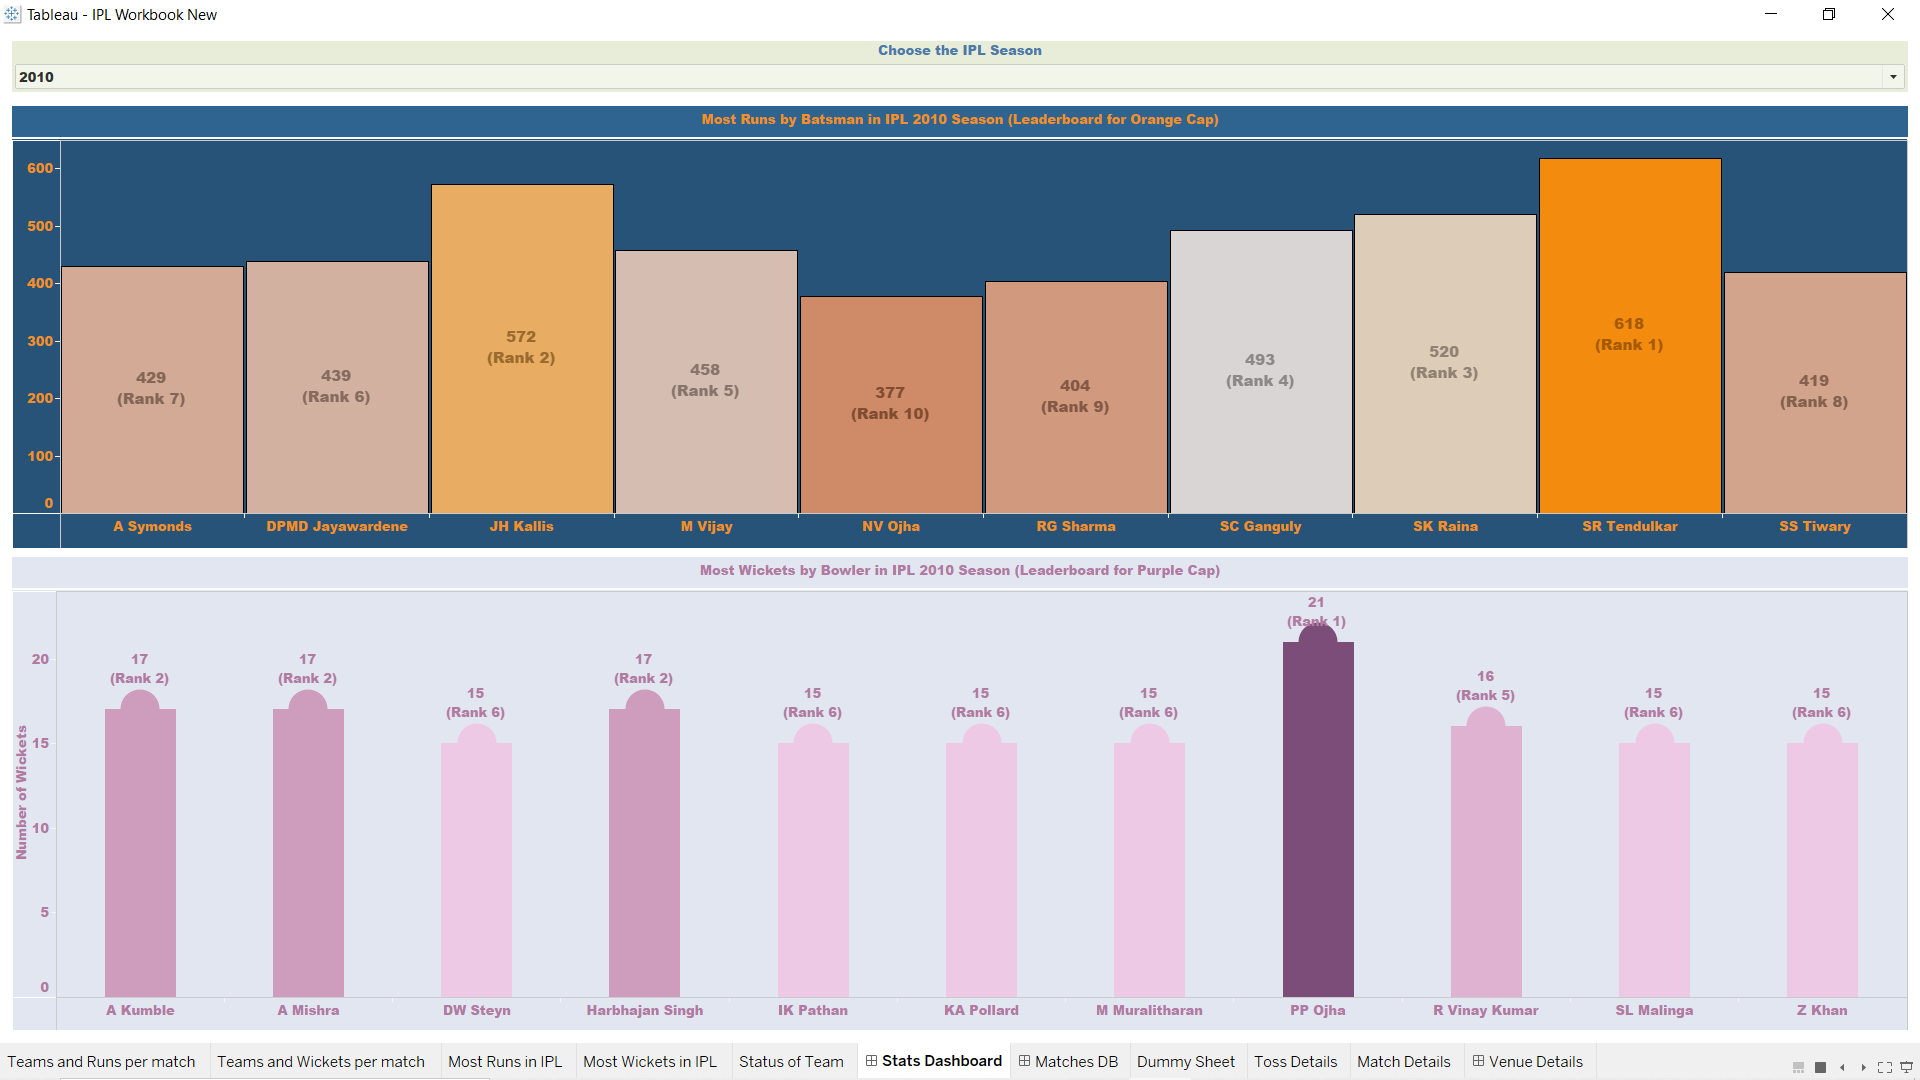 Tableau - IPL Workbook New
Choose the IPL Season
2010
Most Runs by Batsman in IPL 2010 Season (Leaderboard for Orange Cap)
600
500
400
300
200
100
0
429
(Rank 7)
439
(Rank 6)
572
(Rank 2)
458
(Rank 5)
377
(Rank 10)
404
(Rank 9)
493
(Rank 4)
520
(Rank 3)
618
(Rank 1)
419
(Rank 8)
A Symonds DPMD Jayawardene JH Kallis M Vijay NV Ojha RG Sharma SC Ganguly SK Raina SR Tendulkar SS Tiwary
Most Wickets by Bowler in IPL 2010 Season (Leaderboard for Purple Cap)
Number of Wickets
20
15
10
5
0
17
(Rank 2)
17
(Rank 2)
15
(Rank 6)
17
(Rank 2)
15
(Rank 6)
15
(Rank 6)
15
(Rank 6)
21
(Rank 1)
16
(Rank 5)
15
(Rank 6)
15
(Rank 6)
A Kumble A Mishra DW Steyn Harbhajan Singh IK Pathan KA Pollard M Muralitharan PP Ojha R Vinay Kumar SL Malinga Z Khan
Teams and Runs per match Teams and Wickets per match Most Runs in IPL Most Wickets in IPL Status of Team Stats Dashboard Matches DB Dummy Sheet Toss Details Match Details Venue Details